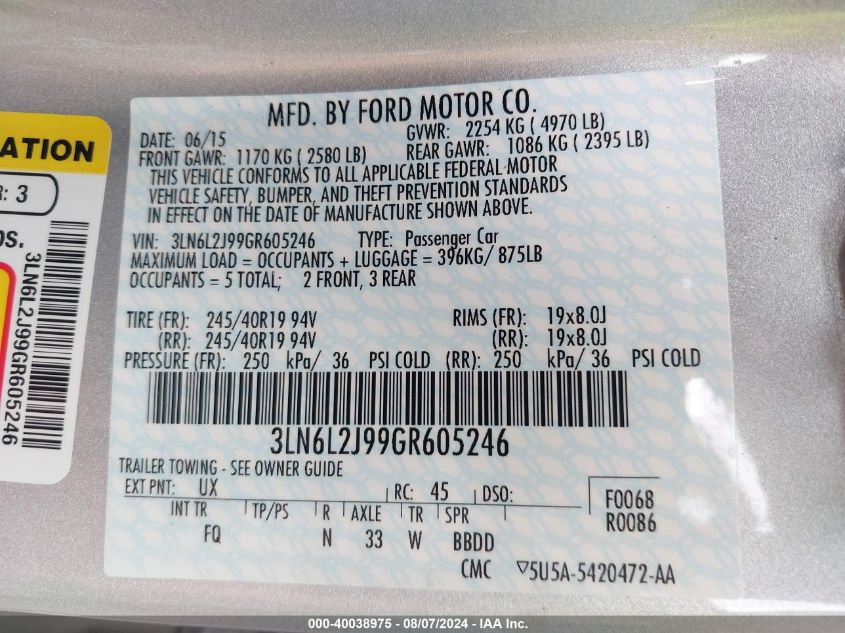 MFD. BY FORD MOTOR CO.
DATE: 06/15 GVWR: 2254 KG ( 4970 LB)
FRONT GAWR: 1170 KG ( 2580 LB) REAR GAWR: 1086 KG ( 2395 LB)
THIS VEHICLE CONFORMS TO ALL APPLICABLE FEDERAL MOTOR
VEHICLE SAFETY, BUMPER, AND THEFT PREVENTION STANDARDS
IN EFFECT ON THE DATE OF MANUFACTURE SHOWN ABOVE.
VIN: 3LN6L2J99GR605246 TYPE: Passenger Car
MAXIMUM LOAD = OCCUPANTS + LUGGAGE = 396KG/ 875LB
OCCUPANTS = 5 TOTAL; 2 FRONT, 3 REAR
TIRE (FR): 245/40R19 94V RIMS (FR): 19x8.0J
(RR): 245/40R19 94V (RR): 19x8.0J
PRESSURE (FR): 250 kPa/ 36 PSI COLD (RR): 250 kPa/ 36 PSI COLD
3LN6L2J99GR605246
TRAILER TOWING - SEE OWNER GUIDE
EXT PNT: UX RC: 45 DSO: F0068
INT TR TP/PS R AXLE TR SPR R0086
FQ N 33 W BBDD
CMC ▽5U5A-5420472-AA
ATION
R: 3
OS.
3LN6L2J99GR605246
000-40038975 - 08/07/2024 - IAA Inc.